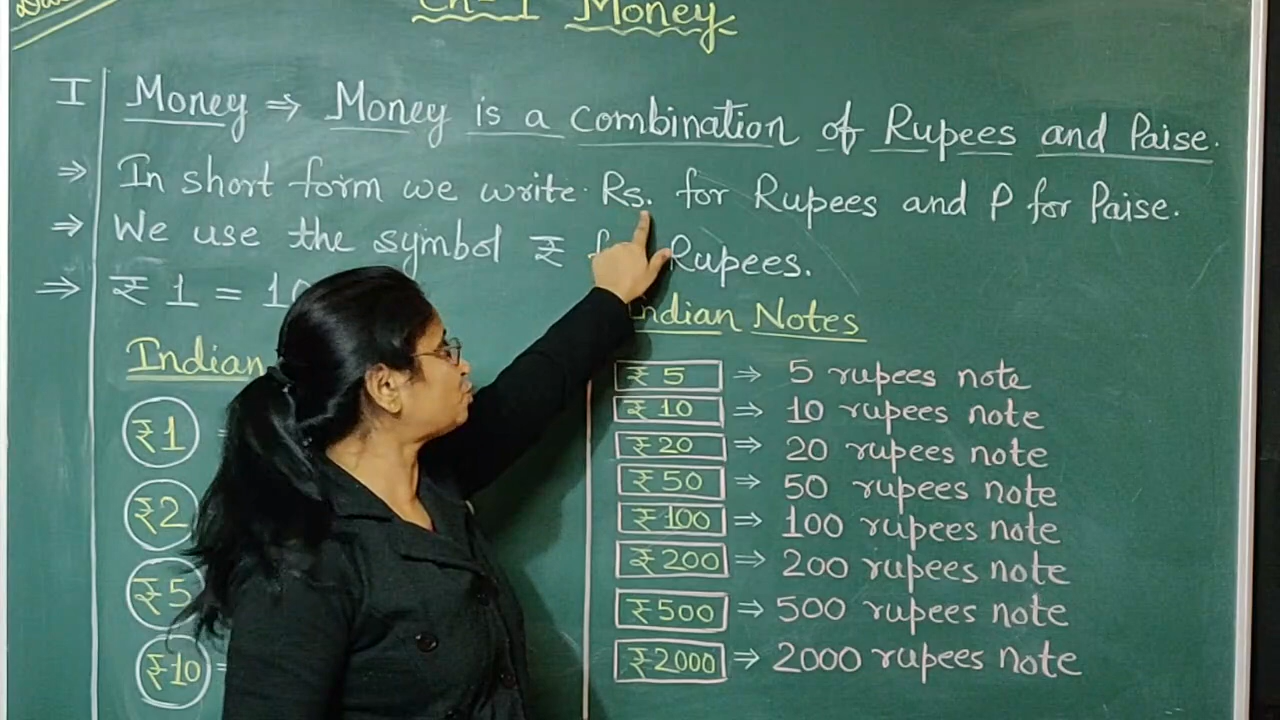 Ch-1 Money
I Money ⇒ Money is a combination of Rupees and Paise.
⇒ In short form we write Rs. for Rupees and P for Paise.
⇒ We use the symbol ₹ Rupees.
⇒ ₹ 1 = 10
Indian
₹1
₹2
₹5
₹10
Indian Notes
₹ 5 ⇒ 5 rupees note
₹ 10 ⇒ 10 rupees note
₹ 20 ⇒ 20 rupees note
₹ 50 ⇒ 50 rupees note
₹ 100 ⇒ 100 rupees note
₹ 200 ⇒ 200 rupees note
₹ 500 ⇒ 500 rupees note
₹ 2000 ⇒ 2000 rupees note